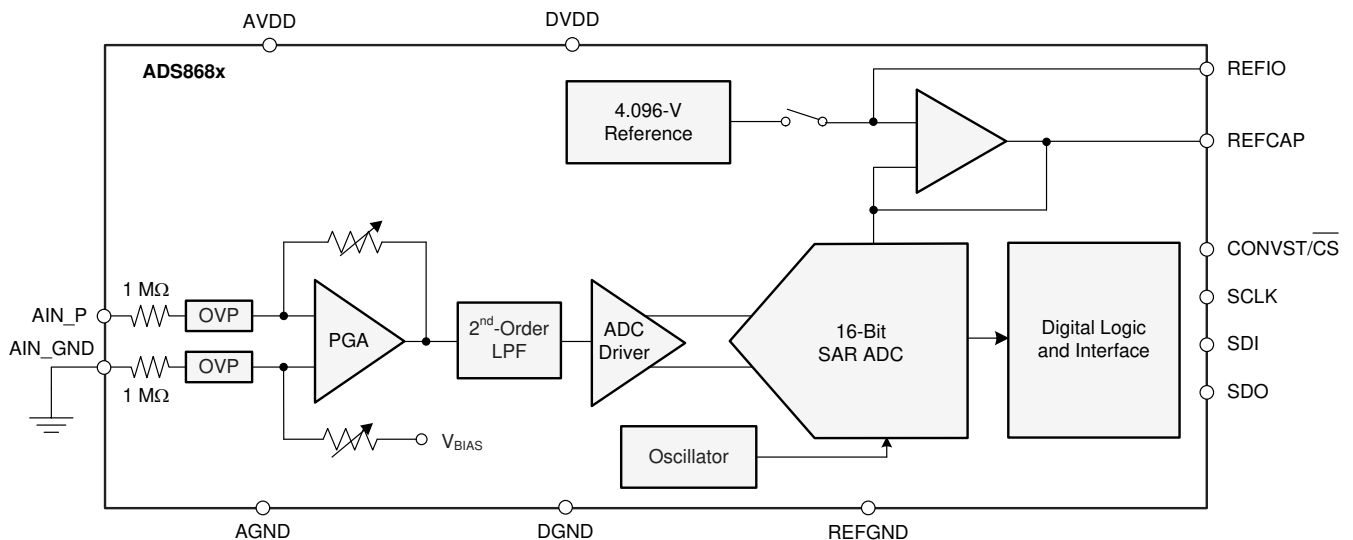 AVDD
DVDD
ADS868x
REFIO
4.096-V
Reference
REFCAP
CONVST/CS
1 MΩ
AIN_P
OVP
SCLK
2nd-Order
LPF
ADC
Driver
16-Bit
SAR ADC
Digital Logic
and Interface
PGA
AIN_GND
OVP
SDI
1 MΩ
SDO
VBIAS
Oscillator
AGND
DGND
REFGND